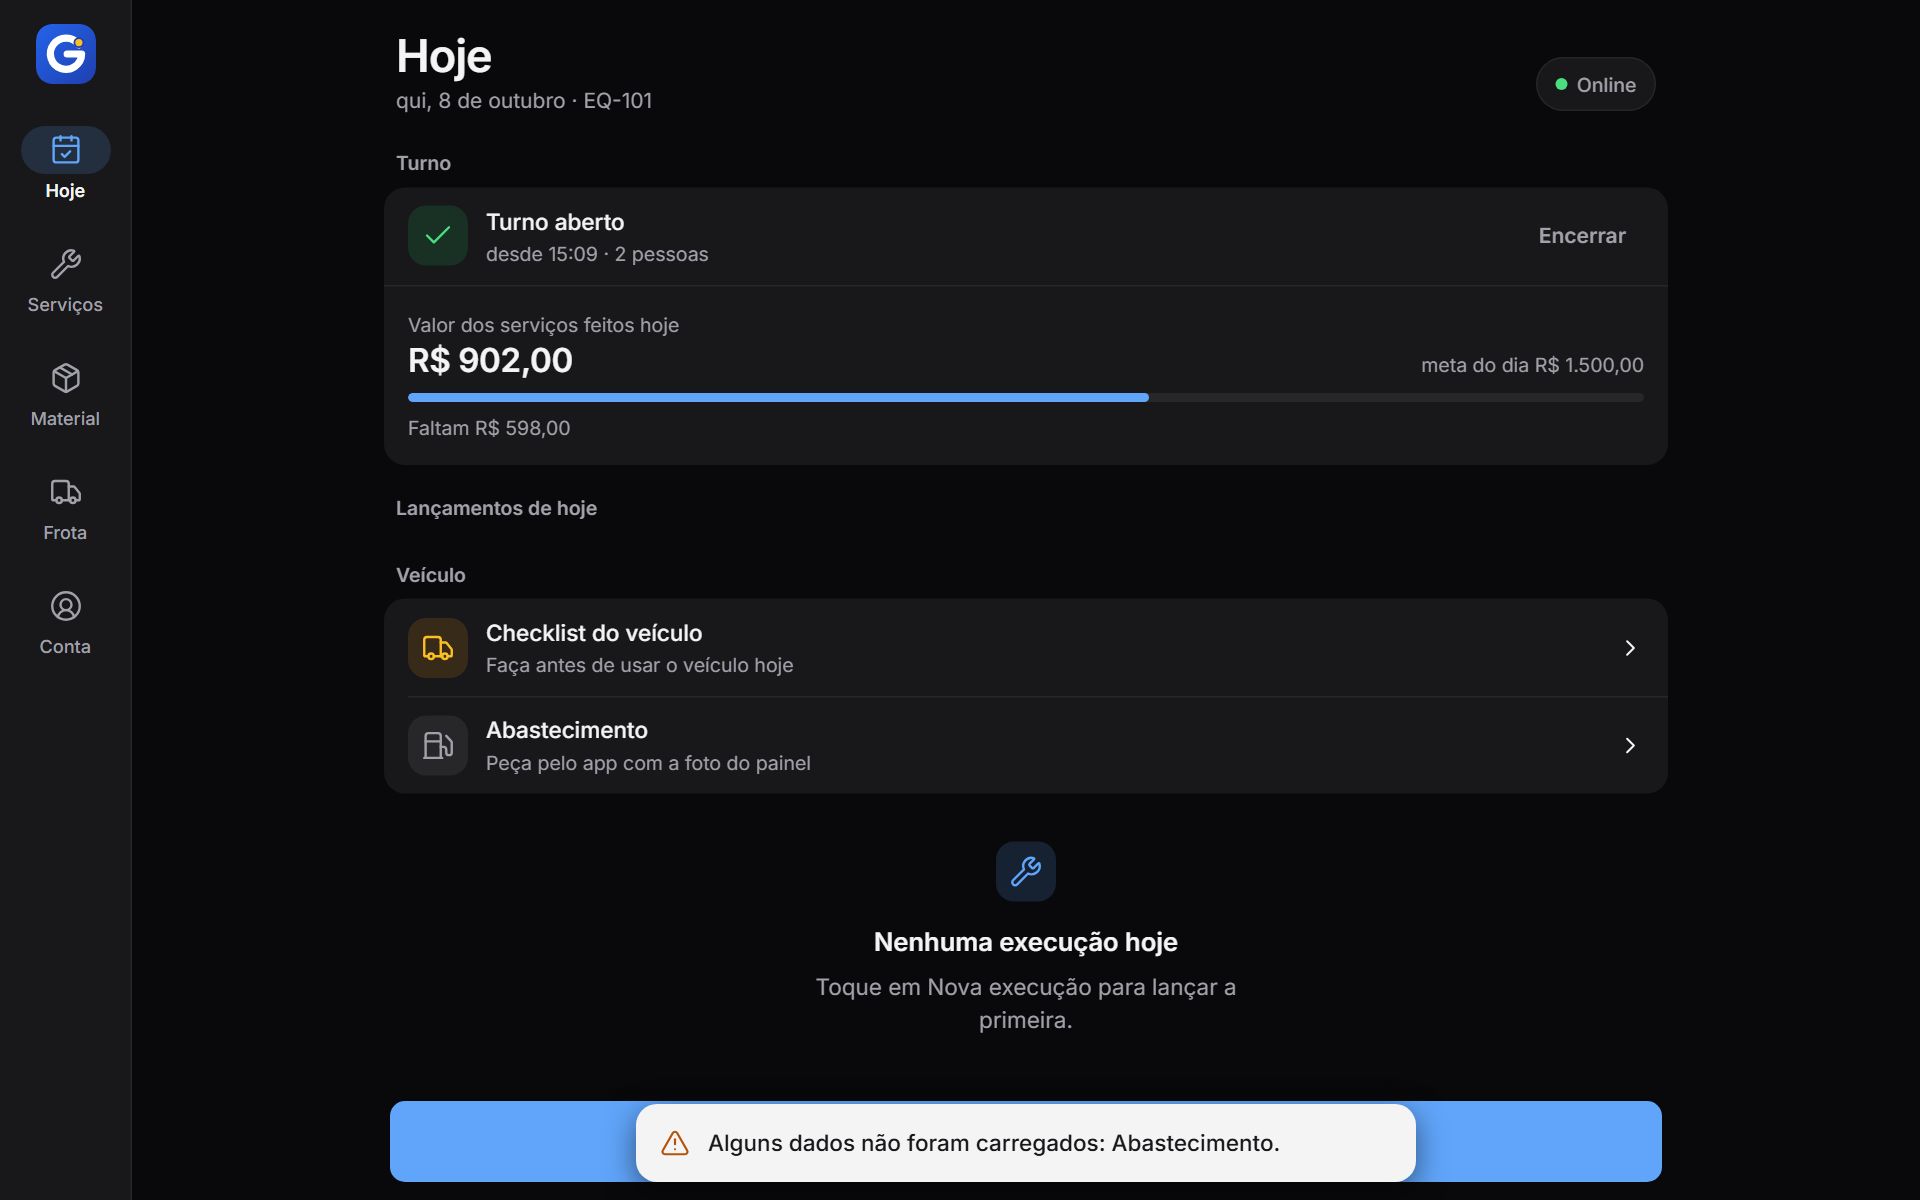 Hoje
Serviços
Material
Frota
Conta
Hoje
qui, 8 de outubro · EQ-101
Online
Turno
Turno aberto
desde 15:09 · 2 pessoas
Encerrar
Valor dos serviços feitos hoje
R$ 902,00
meta do dia R$ 1.500,00
Faltam R$ 598,00
Lançamentos de hoje
Veículo
Checklist do veículo
Faça antes de usar o veículo hoje
Abastecimento
Peça pelo app com a foto do painel
Nenhuma execução hoje
Toque em Nova execução para lançar a
primeira.
Alguns dados não foram carregados: Abastecimento.